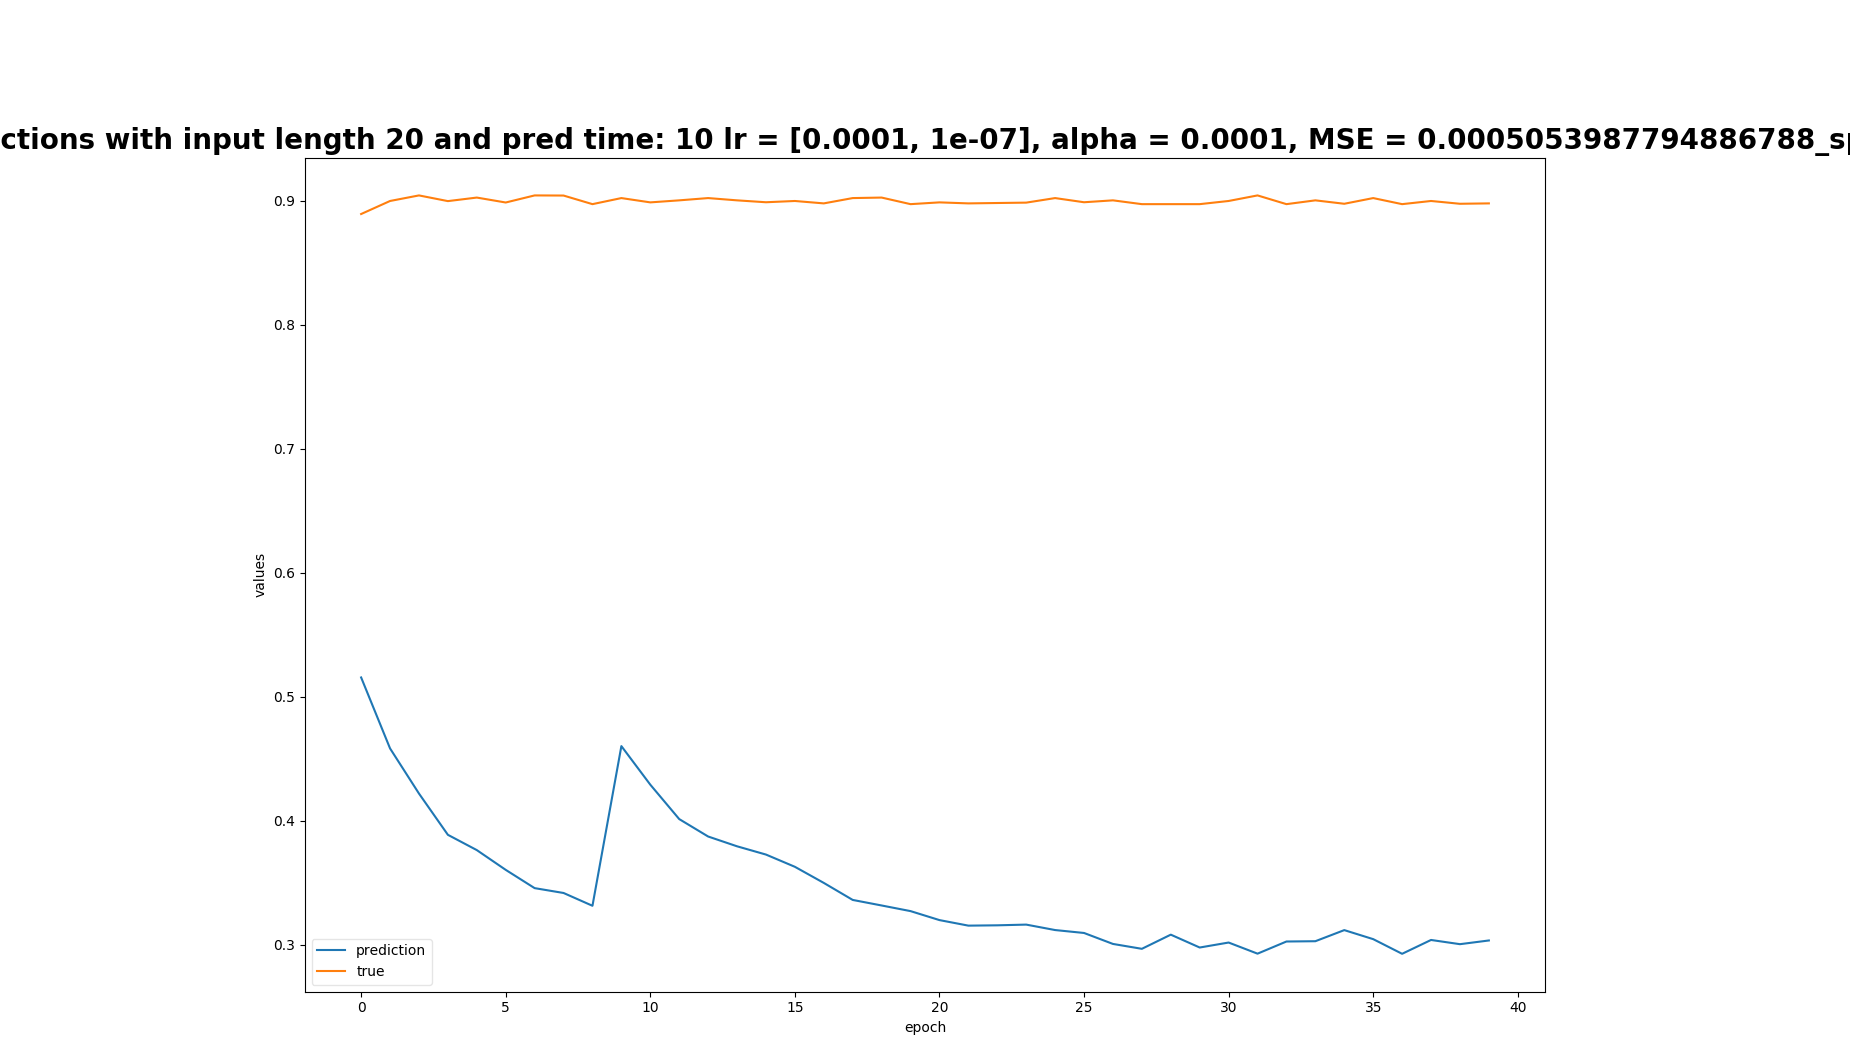 ctions with input length 20 and pred time: 10 lr = [0.0001, 1e-07], alpha = 0.0001, MSE = 0.0005053987794886788_sp
0.9
0.8
0.7
0.6
0.5
0.4
0.3
values
prediction
true
0 5 10 15 20 25 30 35 40
epoch